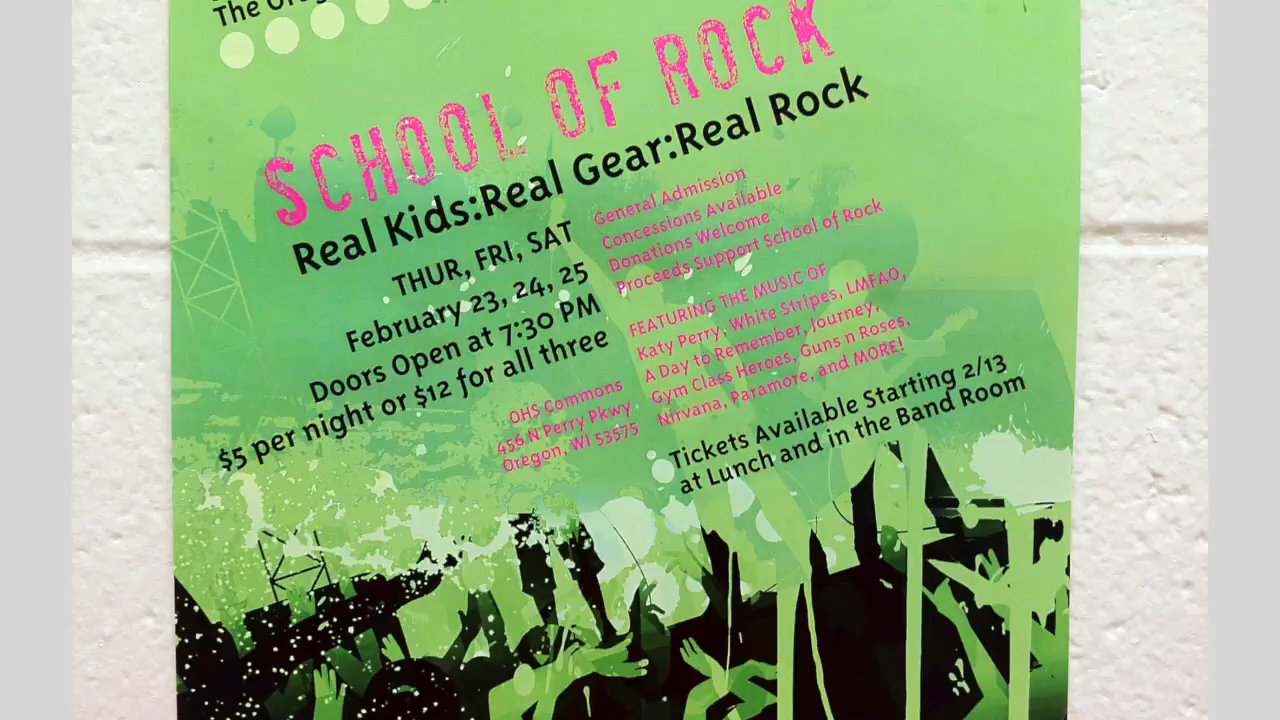 The
SCHOOL OF ROCK
Real Kids:Real Gear:Real Rock
THUR, FRI, SAT
February 23, 24, 25
Doors Open at 7:30 PM
$5 per night or $12 for all three
OHS Commons
456 N Perry Pkwy
Oregon, WI 53575
General Admission
Concessions Available
Donations Welcome
Proceeds Support School of Rock
FEATURING THE MUSIC OF
Katy Perry, White Stripes, LMFAO,
A Day to Remember, Journey,
Gym Class Heroes, Guns n Roses,
Nirvana, Paramore, and MORE!
Tickets Available Starting 2/13
at Lunch and in the Band Room